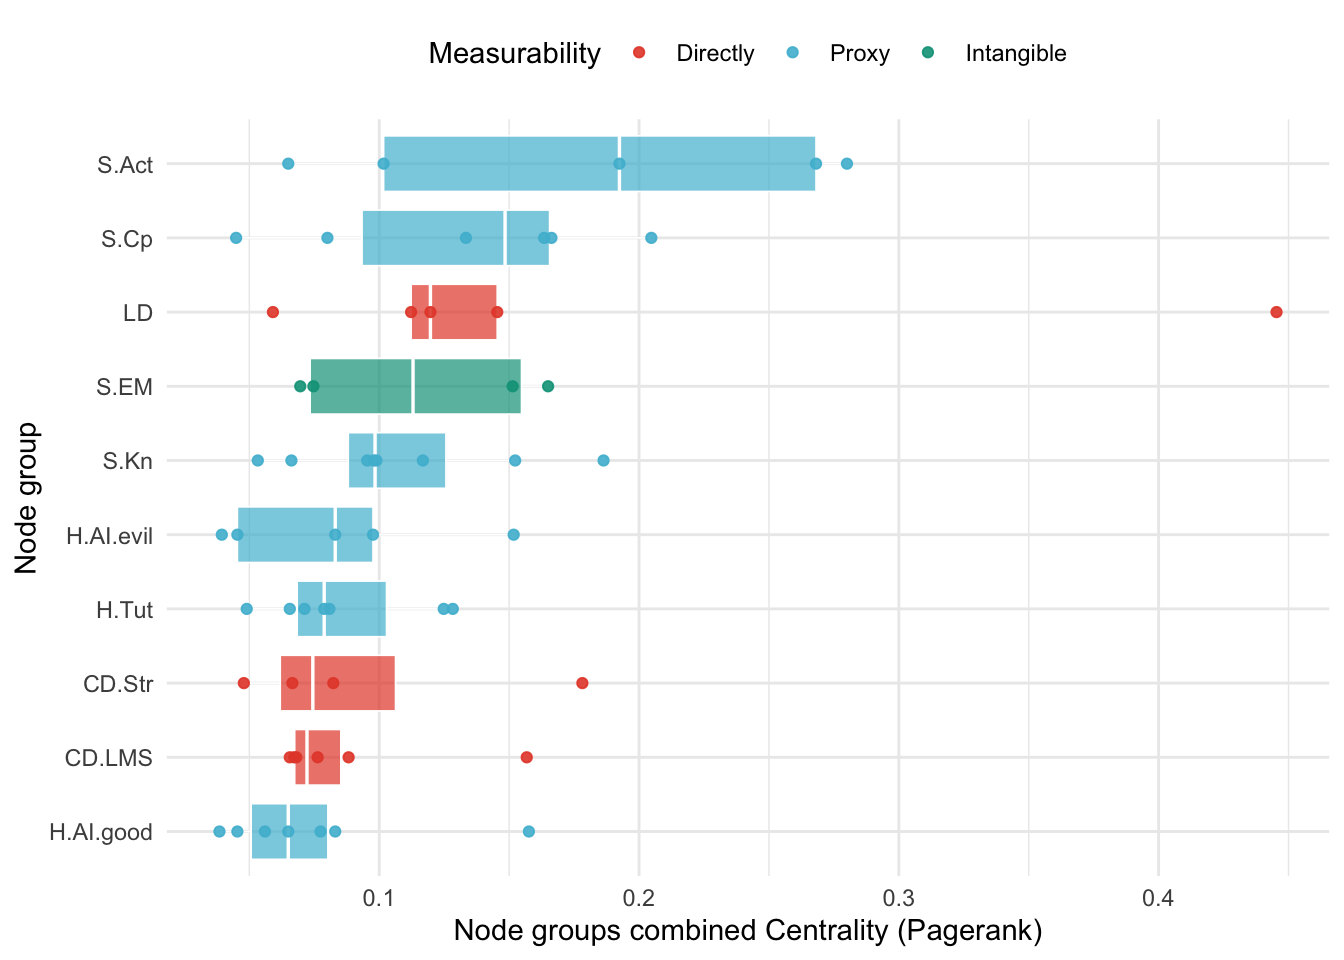 Measurability Directly Proxy Intangible
S.Act
S.Cp
LD
S.EM
S.Kn
H.AI.evil
H.Tut
CD.Str
CD.LMS
H.AI.good
Node group
0.1 0.2 0.3 0.4
Node groups combined Centrality (Pagerank)